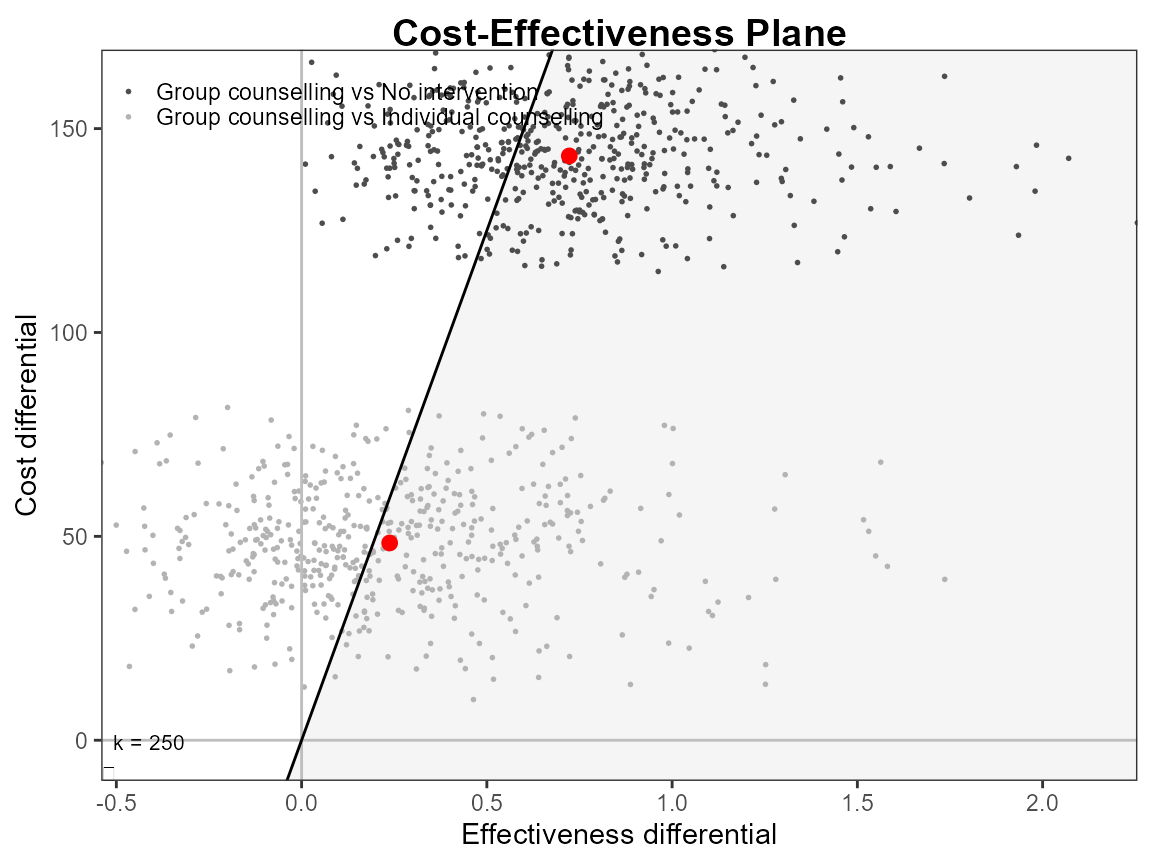 Cost-Effectiveness Plane
Group counselling vs No intervention
Group counselling vs Individual counselling
150
100
50
0
Cost differential
k = 250
-0.5
0.0
0.5
1.0
1.5
2.0
Effectiveness differential